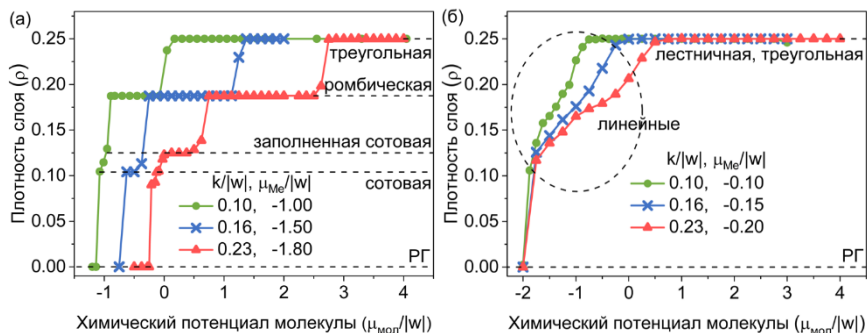 (а)
Плотность слоя (ρ)
0.25
0.20
0.15
0.10
0.05
0.00
треугольная
ромбическая
заполненная сотовая
сотовая
k/|w|, μMe/|w|
0.10, -1.00
0.16, -1.50
0.23, -1.80
РГ
-1 0 1 2 3 4
Химический потенциал молекулы (μмол/|w|)
(б)
Плотность слоя (ρ)
0.25
0.20
0.15
0.10
0.05
0.00
лестничная, треугольная
линейные
k/|w|, μMe/|w|
0.10, -0.10
0.16, -0.15
0.23, -0.20
РГ
-2 -1 0 1 2 3 4
Химический потенциал молекулы (μмол/|w|)